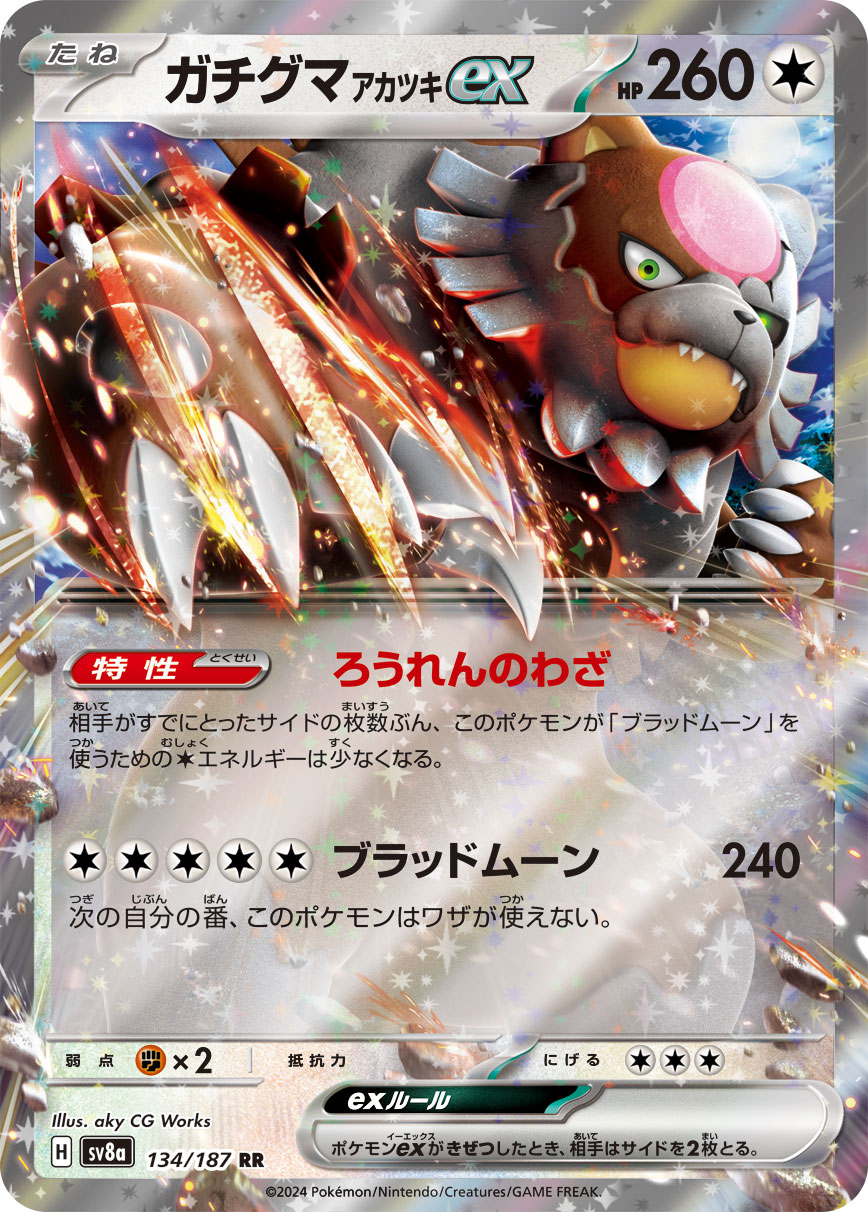 たね
ガチグマ アカツキ ex HP 260
特性 とくせい ろうれんのわざ
相手がすでにとったサイドの枚数ぶん、このポケモンが「ブラッドムーン」を
使うためのエネルギーは少なくなる。
ブラッドムーン 240
次の自分の番、このポケモンはワザが使えない。
弱点 ×2 抵抗力 にげる
exルール
ポケモンexがきぜつしたとき、相手はサイドを2枚とる。
Illus. aky CG Works
H sv8a 134/187 RR
©2024 Pokémon/Nintendo/Creatures/GAME FREAK.